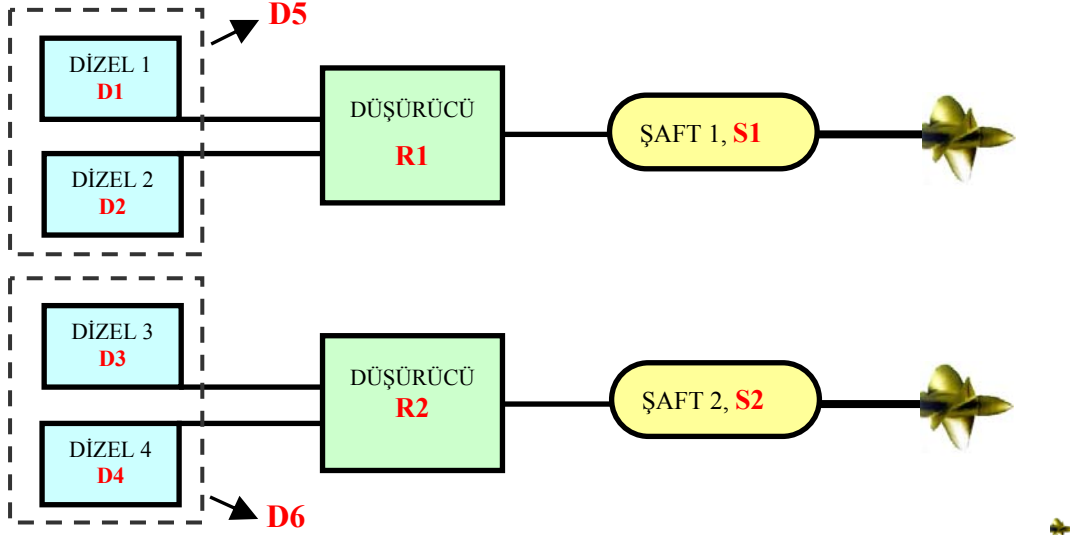 D5
DİZEL 1
D1
DÜŞÜRÜCÜ
R1
ŞAFT 1, S1
DİZEL 2
D2
DİZEL 3
D3
DÜŞÜRÜCÜ
R2
ŞAFT 2, S2
DİZEL 4
D4
D6